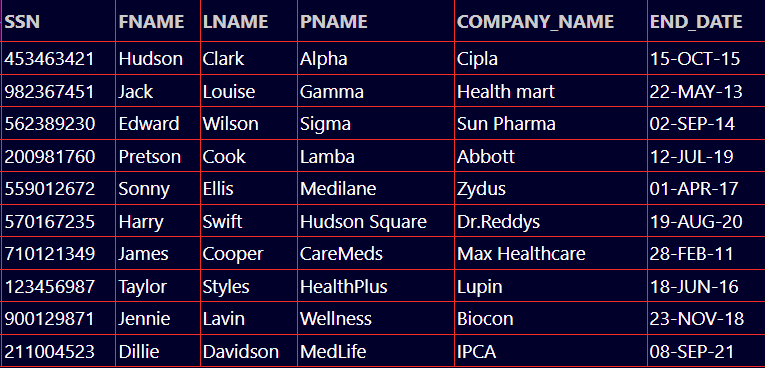 SSN FNAME LNAME PNAME COMPANY_NAME END_DATE
453463421 Hudson Clark Alpha Cipla 15-OCT-15
982367451 Jack Louise Gamma Health mart 22-MAY-13
562389230 Edward Wilson Sigma Sun Pharma 02-SEP-14
200981760 Pretson Cook Lamba Abbott 12-JUL-19
559012672 Sonny Ellis Medilane Zydus 01-APR-17
570167235 Harry Swift Hudson Square Dr.Reddys 19-AUG-20
710121349 James Cooper CareMeds Max Healthcare 28-FEB-11
123456987 Taylor Styles HealthPlus Lupin 18-JUN-16
900129871 Jennie Lavin Wellness Biocon 23-NOV-18
211004523 Dillie Davidson MedLife IPCA 08-SEP-21